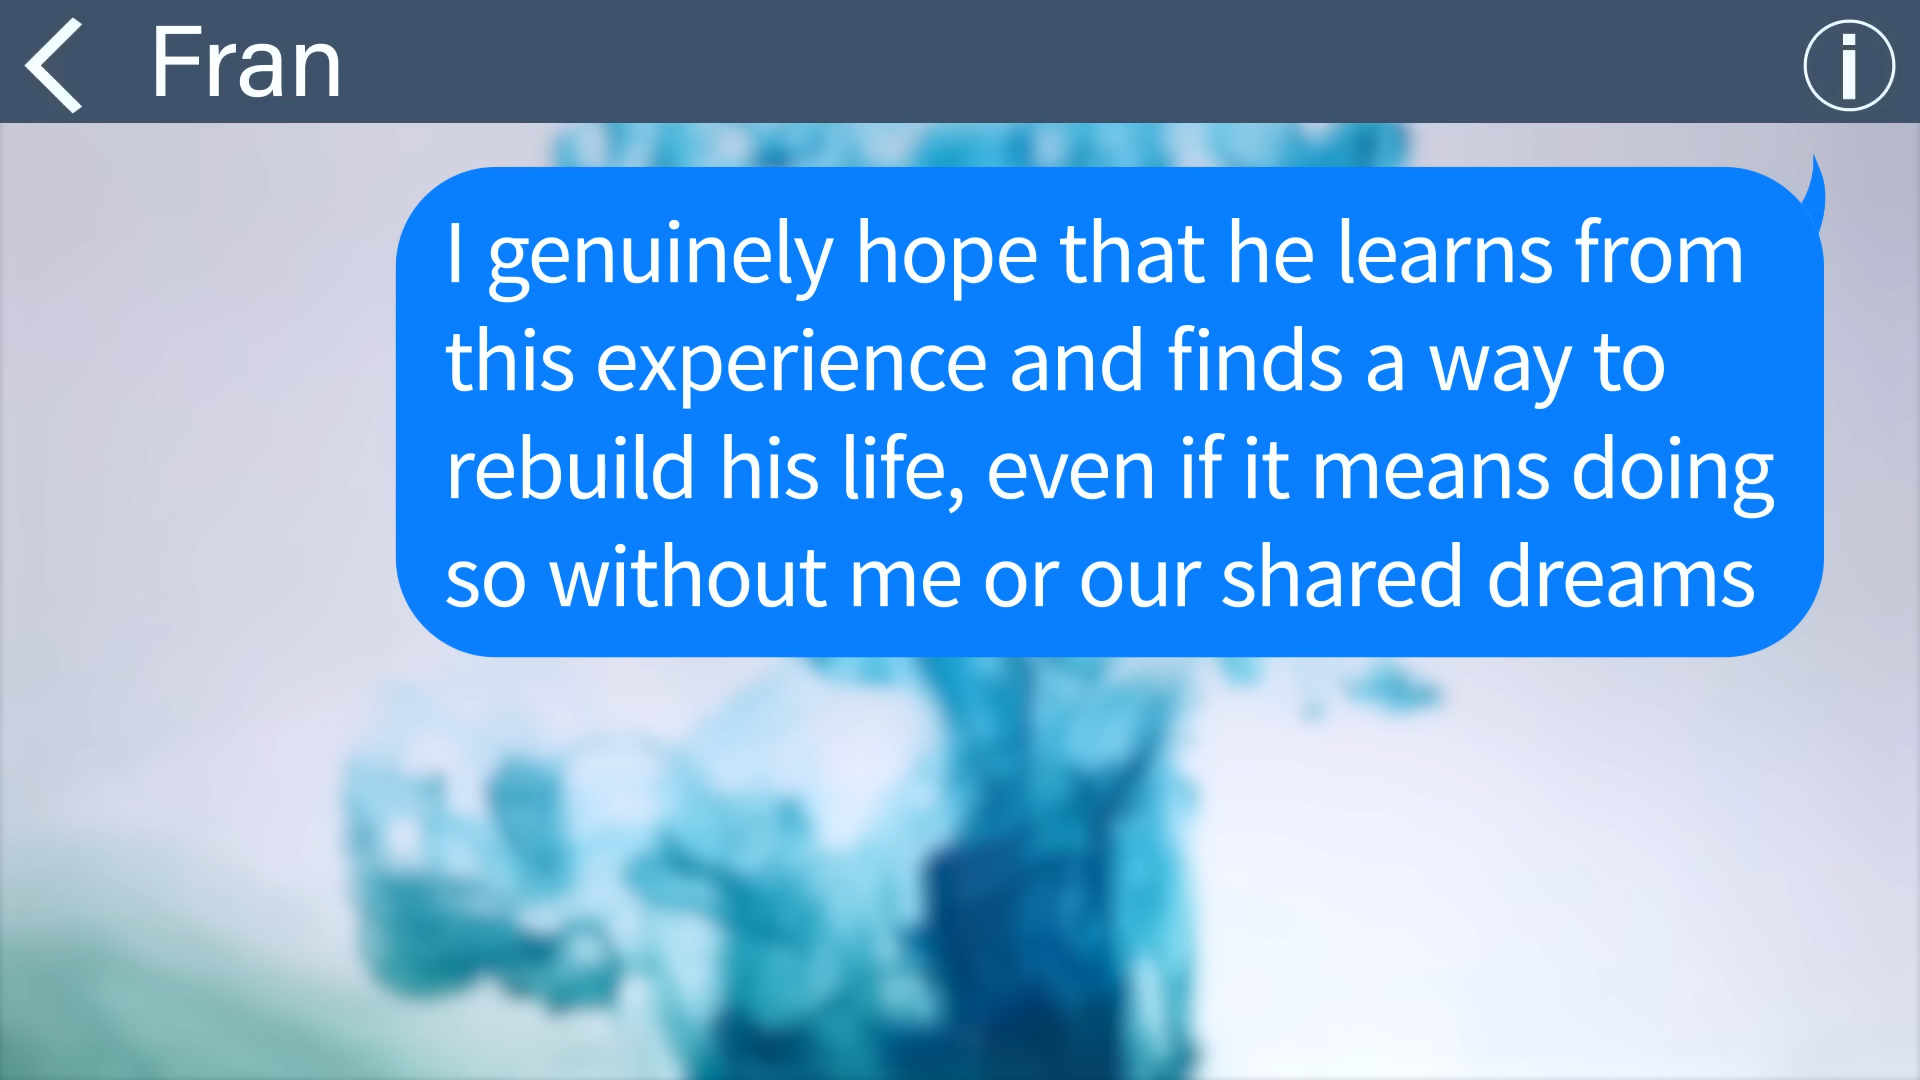 Fran
I genuinely hope that he learns from
this experience and finds a way to
rebuild his life, even if it means doing
so without me or our shared dreams